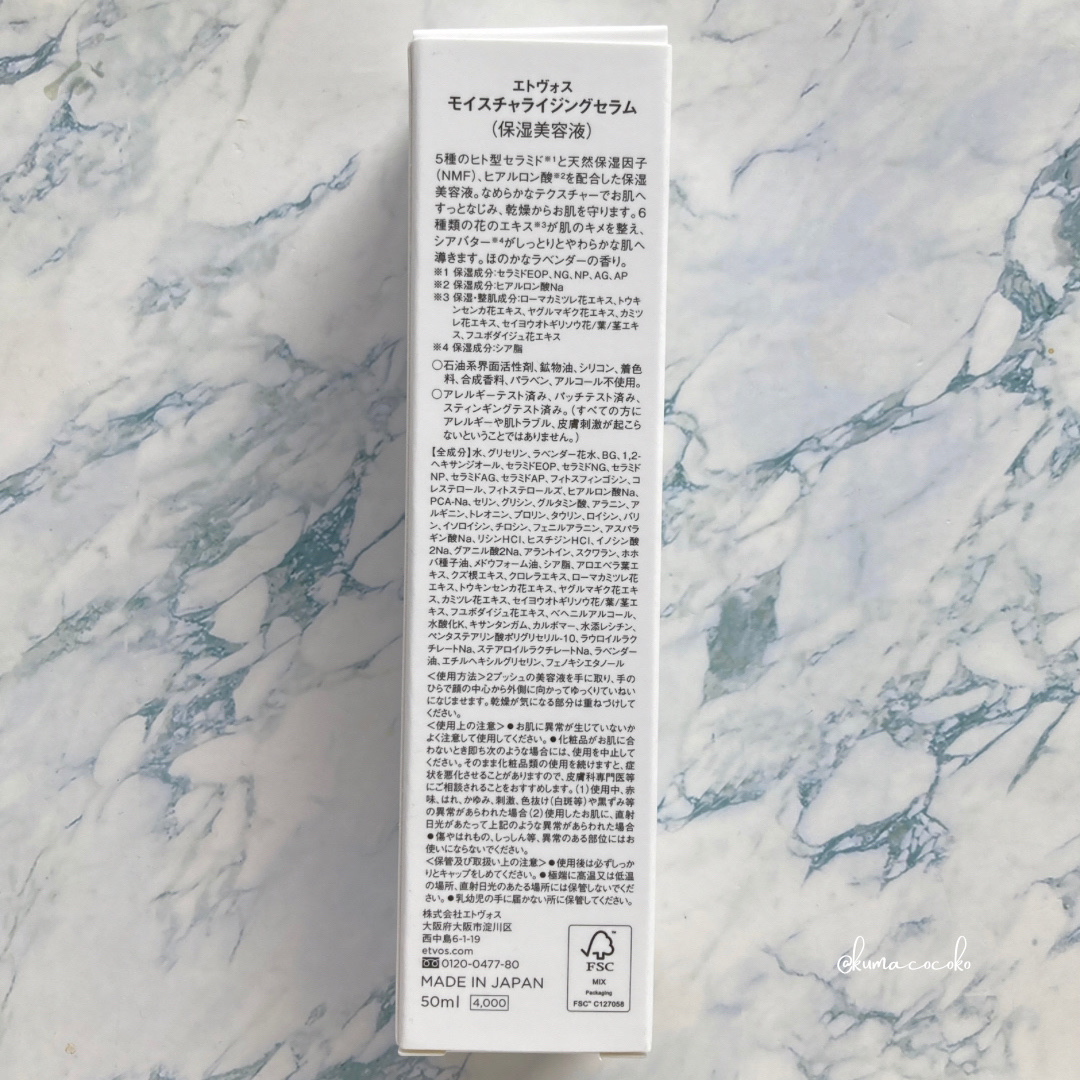 エトヴォス
モイスチャライジングセラム
（保湿美容液）
5種のヒト型セラミド※1と天然保湿因子
（NMF）、ヒアルロン酸※2を配合した保湿
美容液。なめらかなテクスチャーでお肌へ
すっとなじみ、乾燥からお肌を守ります。6
種類の花のエキス※3が肌のキメを整え、
シアバター※4がしっとりとやわらかな肌へ
導きます。ほのかなラベンダーの香り。
※1 保湿成分：セラミドEOP、NG、NP、AG、AP
※2 保湿成分：ヒアルロン酸Na
※3 保湿・整肌成分：ローマカミツレ花エキス、トウキ
ンセンカ花エキス、ヤグルマギク花エキス、カミツ
レ花エキス、セイヨウオトギリソウ花/葉/茎エキ
ス、フユボダイジュ花エキス
※4 保湿成分：シア脂
○石油系界面活性剤、鉱物油、シリコン、着色
料、合成香料、パラベン、アルコール不使用。
○アレルギーテスト済み、パッチテスト済み、
スティンギングテスト済み。（すべての方に
アレルギーや肌トラブル、皮膚刺激が起こら
ないということではありません。）
【全成分】水、グリセリン、ラベンダー花水、BG、1,2-
ヘキサンジオール、セラミドEOP、セラミドNG、セラミド
NP、セラミドAG、セラミドAP、フィトスフィンゴシン、コ
レステロール、フィトステロールズ、ヒアルロン酸Na、
PCA-Na、セリン、グリシン、グルタミン酸、アラニン、ア
ルギニン、トレオニン、プロリン、タウリン、ロイシン、バリ
ン、イソロイシン、チロシン、フェニルアラニン、アスパラ
ギン酸Na、リシンHCl、ヒスチジンHCl、イノシン酸
2Na、グアニル酸2Na、アラントイン、スクワラン、ホホ
バ種子油、メドウフォーム油、シア脂、アロエベラ葉エ
キス、クズ根エキス、クロレラエキス、ローマカミツレ花
エキス、トウキンセンカ花エキス、ヤグルマギク花エキ
ス、カミツレ花エキス、セイヨウオトギリソウ花/葉/茎エ
キス、フユボダイジュ花エキス、ベヘニルアルコール、
水酸化K、キサンタンガム、カルボマー、水添レシチン、
ペンタステアリン酸ポリグリセリル-10、ラウロイルラク
チレートNa、ステアロイルラクチレートNa、ラベンダー
油、エチルヘキシルグリセリン、フェノキシエタノール
＜使用方法＞2プッシュの美容液を手に取り、手の
ひらで顔の中心から外側に向かってゆっくりていねい
になじませます。乾燥が気になる部分は重ねづけして
ください。
＜使用上の注意＞●お肌に異常が生じていないか
よく注意して使用してください。●化粧品がお肌に合
わないとき即ち次のような場合には、使用を中止して
ください。そのまま化粧品類の使用を続けますと、症
状を悪化させることがありますので、皮膚科専門医等
にご相談されることをおすすめします。（1）使用中、赤
味、はれ、かゆみ、刺激、色抜け（白斑等）や黒ずみ等
の異常があらわれた場合（2）使用したお肌に、直射
日光があたって上記のような異常があらわれた場合
●傷やはれもの、しっしん等、異常のある部位にはお
使いにならないでください。
＜保管及び取扱い上の注意＞●使用後は必ずしっか
りとキャップをしめてください。●極端に高温又は低温
の場所、直射日光のあたる場所には保管しないでくだ
さい。●乳幼児の手に届かない所に保管してください。
株式会社エトヴォス
大阪府大阪市淀川区
西中島6-1-19
etvos.com
0120-0477-80
MADE IN JAPAN
50ml 4,000
FSC
MIX
Packaging
FSC™ C127058
@kumacocoko